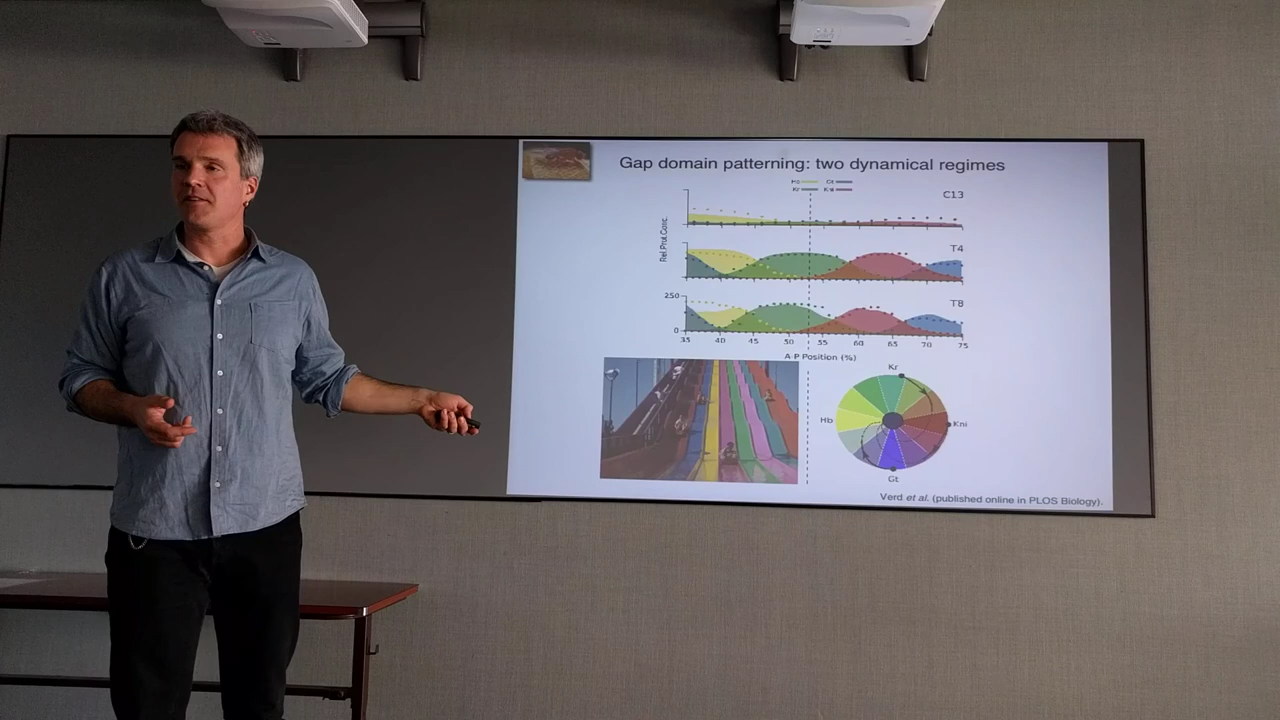 Gap domain patterning: two dynamical regimes
Hb Gt
Kr Kni
C13
Rel.Prot.Conc.
T4
250
T8
0
35 40 45 50 55 60 65 70 75
A-P Position (%)
Kr
Hb
Kni
Gt
Verd et al. (published online in PLOS Biology).